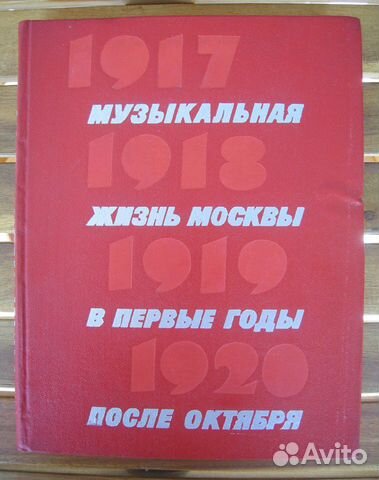 1917
МУЗЫКАЛЬНАЯ
1918
ЖИЗНЬ МОСКВЫ
1919
В ПЕРВЫЕ ГОДЫ
1920
ПОСЛЕ ОКТЯБРЯ
Avito